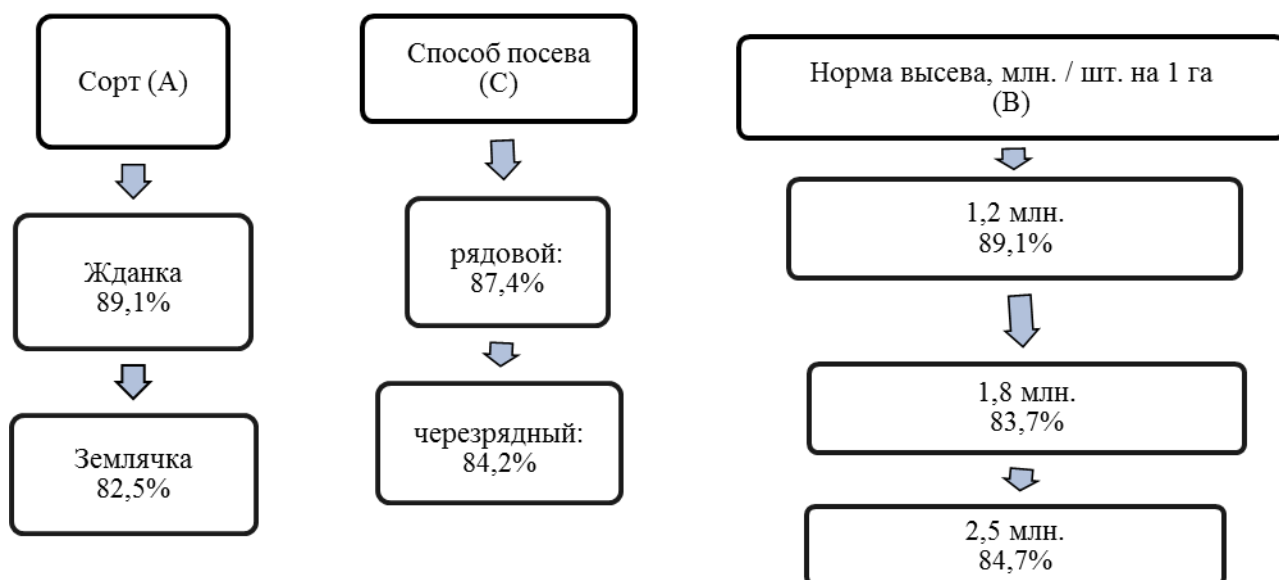 Сорт (А)
Жданка
89,1%
Землячка
82,5%
Способ посева
(С)
рядовой:
87,4%
черезрядный:
84,2%
Норма высева, млн. / шт. на 1 га
(В)
1,2 млн.
89,1%
1,8 млн.
83,7%
2,5 млн.
84,7%